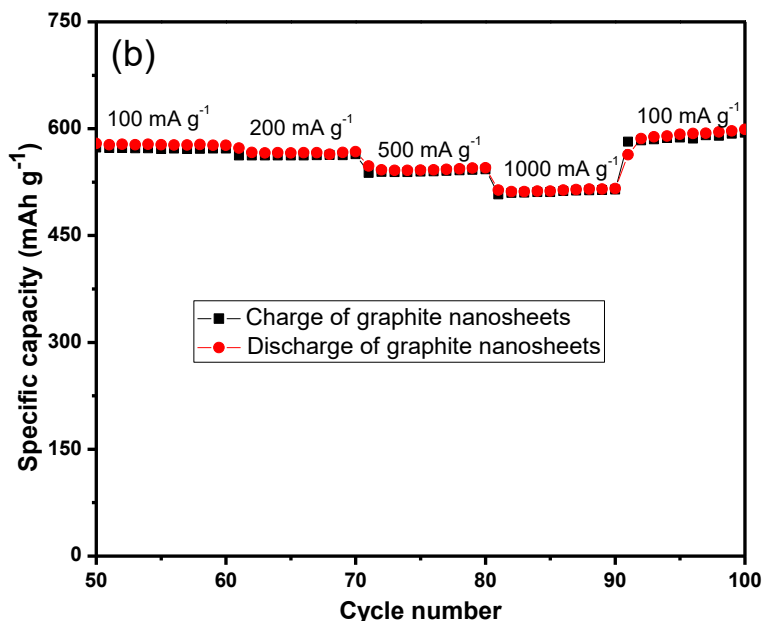 (b)
750
600
450
300
150
0
Specific capacity (mAh g⁻¹)
100 mA g⁻¹
200 mA g⁻¹
500 mA g⁻¹
1000 mA g⁻¹
100 mA g⁻¹
Charge of graphite nanosheets
Discharge of graphite nanosheets
50 60 70 80 90 100
Cycle number